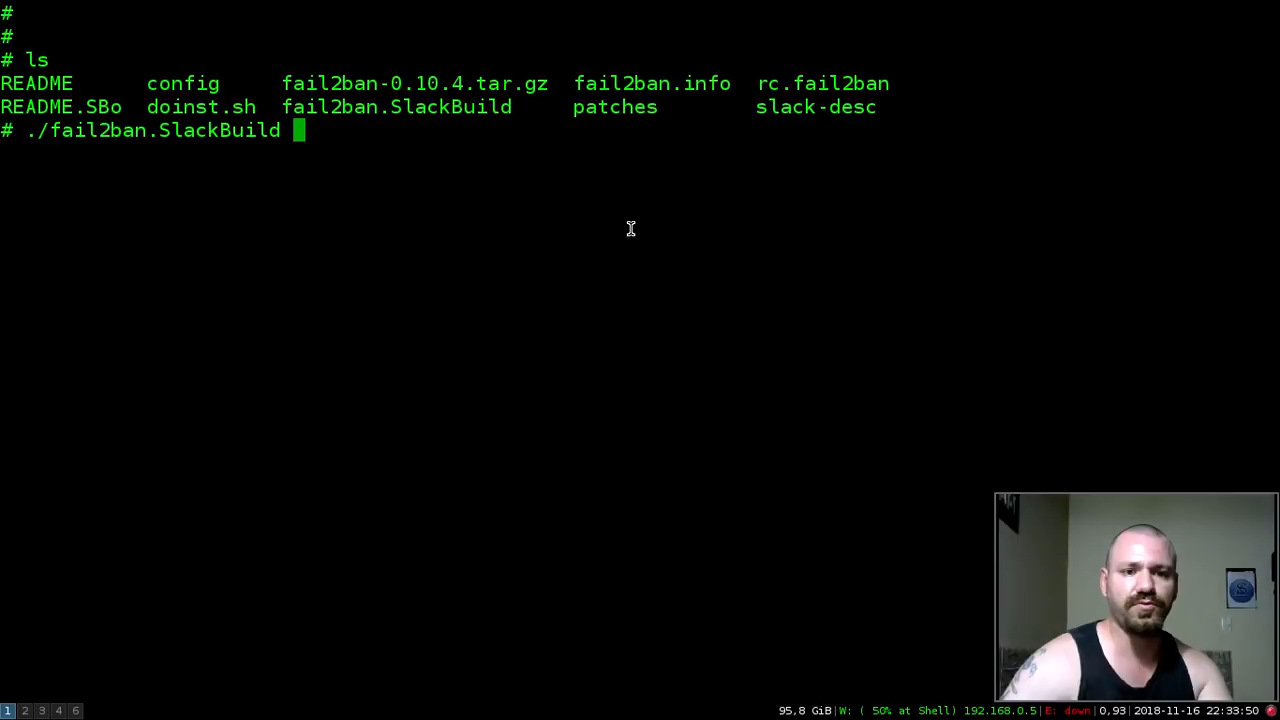 #
#
# ls
README config fail2ban-0.10.4.tar.gz fail2ban.info rc.fail2ban
README.SBo doinst.sh fail2ban.SlackBuild patches slack-desc
# ./fail2ban.SlackBuild
1 2 3 4 6 95,8 GiB|W: ( 50% at Shell) 192.168.0.5|E: down|0,93|2018-11-16 22:33:50